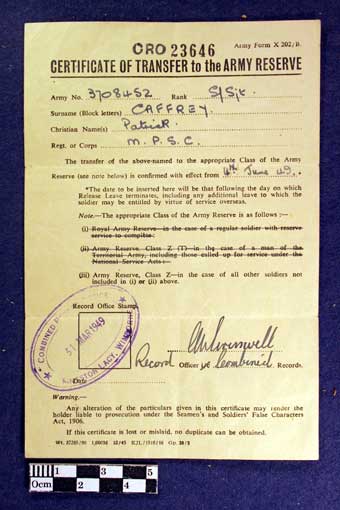 CRO 23646 Army Form X 202/B.
CERTIFICATE OF TRANSFER to the ARMY RESERVE
Army No. 3708452 Rank S/Sjt.
Surname (Block letters) CAFFREY.
Christian Name(s) Patrick
Regt. or Corps M.P.S.C.
The transfer of the above-named to the appropriate Class of the Army
Reserve (see note below) is confirmed with effect from 4th June 49.*
*The date to be inserted here will be that following the day on which
Release Leave terminates, including any additional leave to which the
soldier may be entitled by virtue of service overseas.
Note.—The appropriate Class of the Army Reserve is as follows :—
(i) Royal Army Reserve—in the case of a regular soldier with reserve
service to complete:
(ii) Army Reserve, Class Z (T)—in the case of a man of the
Territorial Army, including those called up for service under the
National Service Acts :—
(iii) Army Reserve, Class Z—in the case of all other soldiers not
included in (i) or (ii) above.
Record Office Stamp.
COMBINED
31 MAR 1949
KINGSTON LACY, WIMBORNE
Record Officer i/c Combined Records.
Date
Warning.—
Any alteration of the particulars given in this certificate may render the
holder liable to prosecution under the Seamen's and Soldiers' False Characters
Act, 1906.
If this certificate is lost or mislaid, no duplicate can be obtained.
0cm 1 2 3 4 5